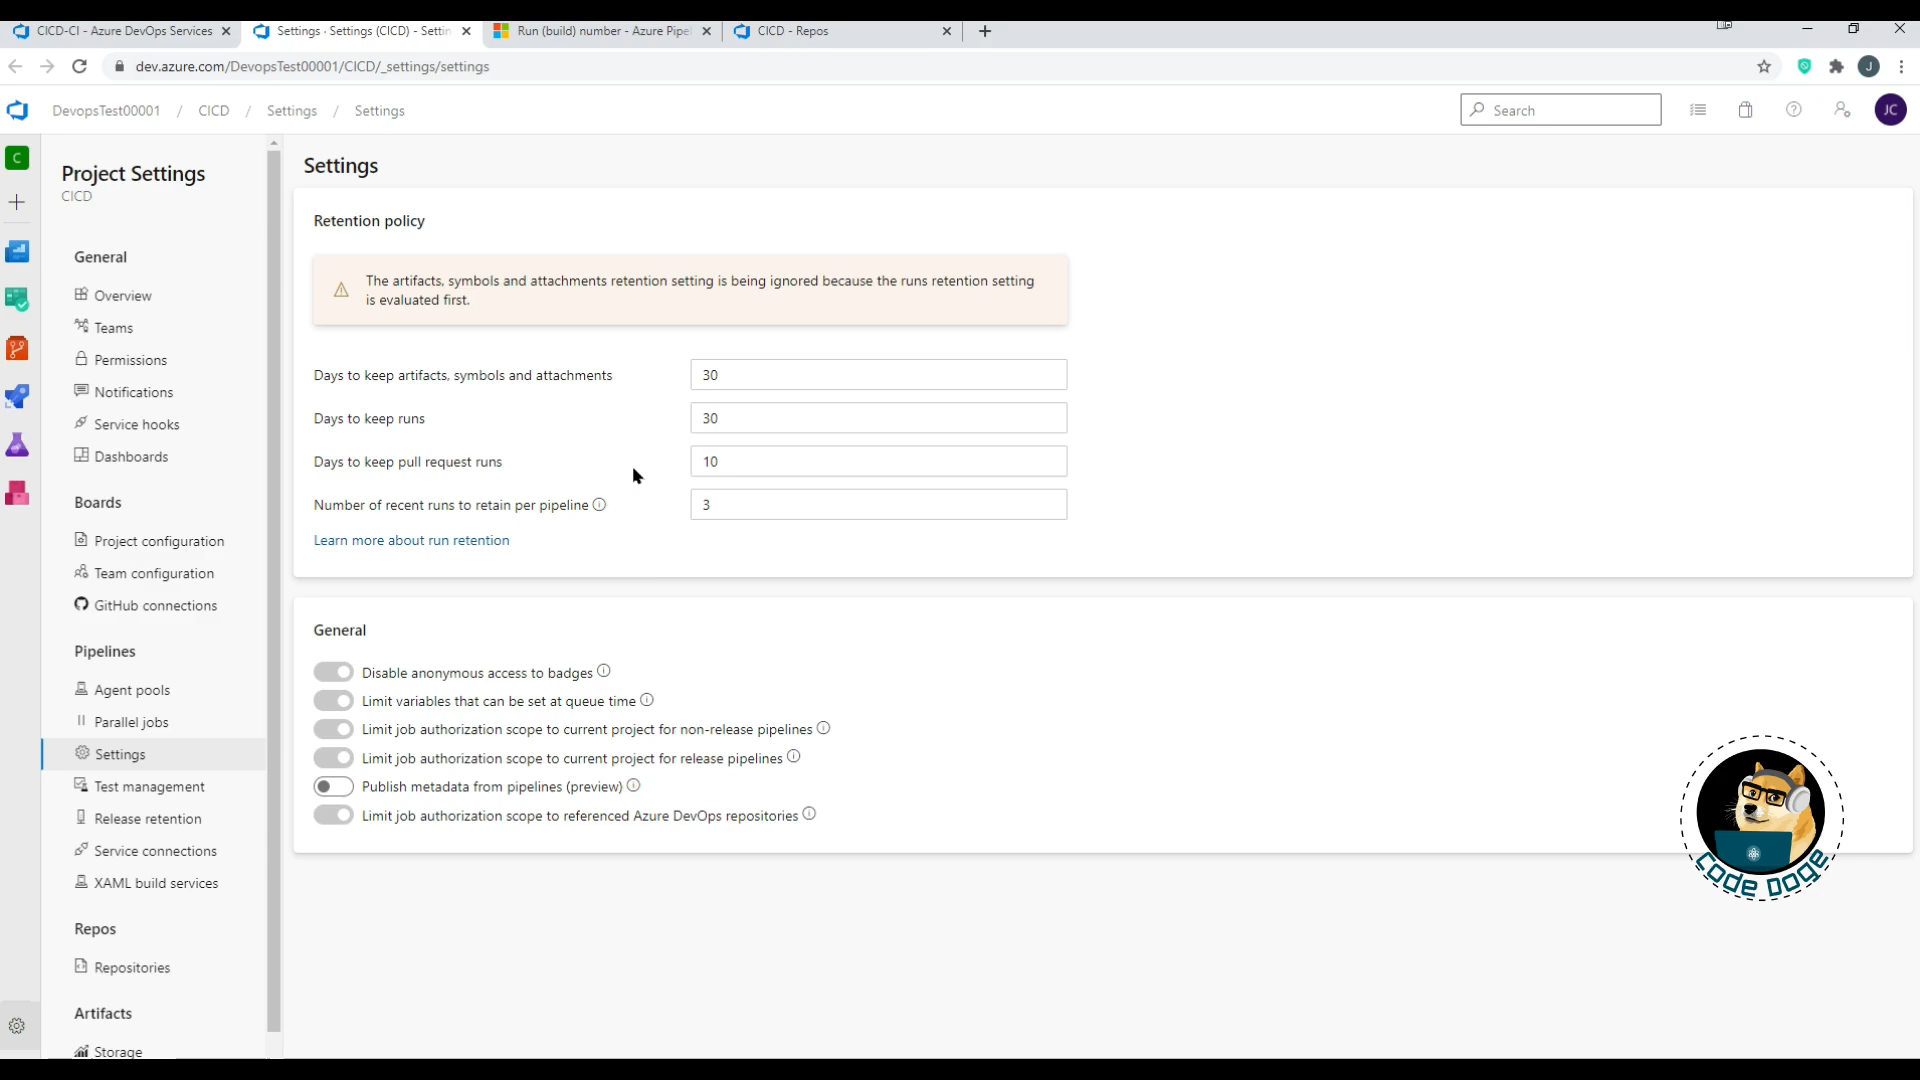 CICD-CI - Azure DevOps Services
Settings · Settings (CICD) - Settin
Run (build) number - Azure Pipel
CICD - Repos
dev.azure.com/DevopsTest00001/CICD/_settings/settings
J
DevopsTest00001 / CICD / Settings / Settings
Search
JC
C
Project Settings
CICD
General
Overview
Teams
Permissions
Notifications
Service hooks
Dashboards
Boards
Project configuration
Team configuration
GitHub connections
Pipelines
Agent pools
Parallel jobs
Settings
Test management
Release retention
Service connections
XAML build services
Repos
Repositories
Artifacts
Storage
Settings
Retention policy
The artifacts, symbols and attachments retention setting is being ignored because the runs retention setting
is evaluated first.
Days to keep artifacts, symbols and attachments 30
Days to keep runs 30
Days to keep pull request runs 10
Number of recent runs to retain per pipeline 3
Learn more about run retention
General
Disable anonymous access to badges
Limit variables that can be set at queue time
Limit job authorization scope to current project for non-release pipelines
Limit job authorization scope to current project for release pipelines
Publish metadata from pipelines (preview)
Limit job authorization scope to referenced Azure DevOps repositories
Code Doge